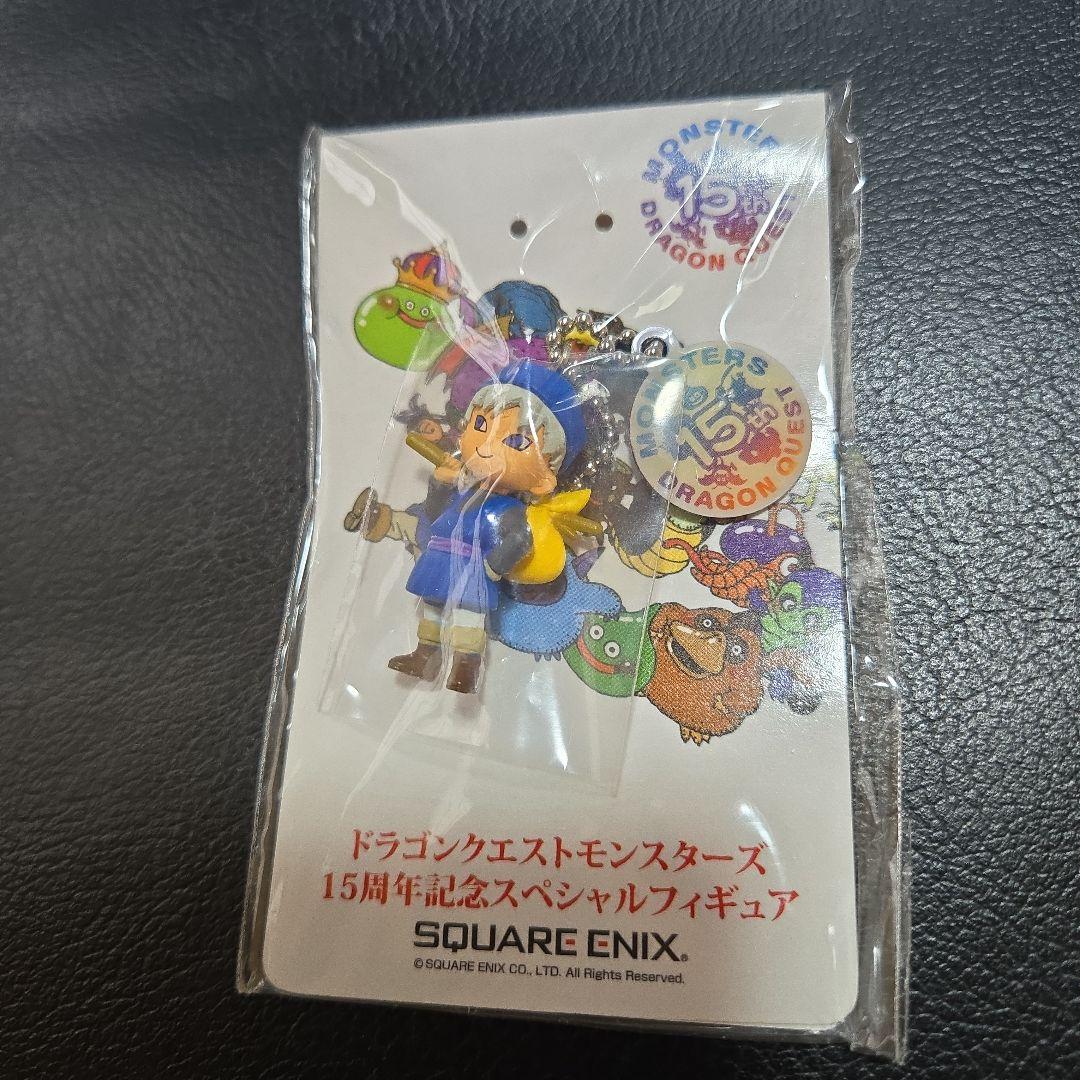 MONSTERS
15th
DRAGON QUEST
MONSTERS
15th
DRAGON QUEST
ドラゴンクエストモンスターズ
15周年記念スペシャルフィギュア
SQUARE ENIX®
© SQUARE ENIX CO., LTD. All Rights Reserved.